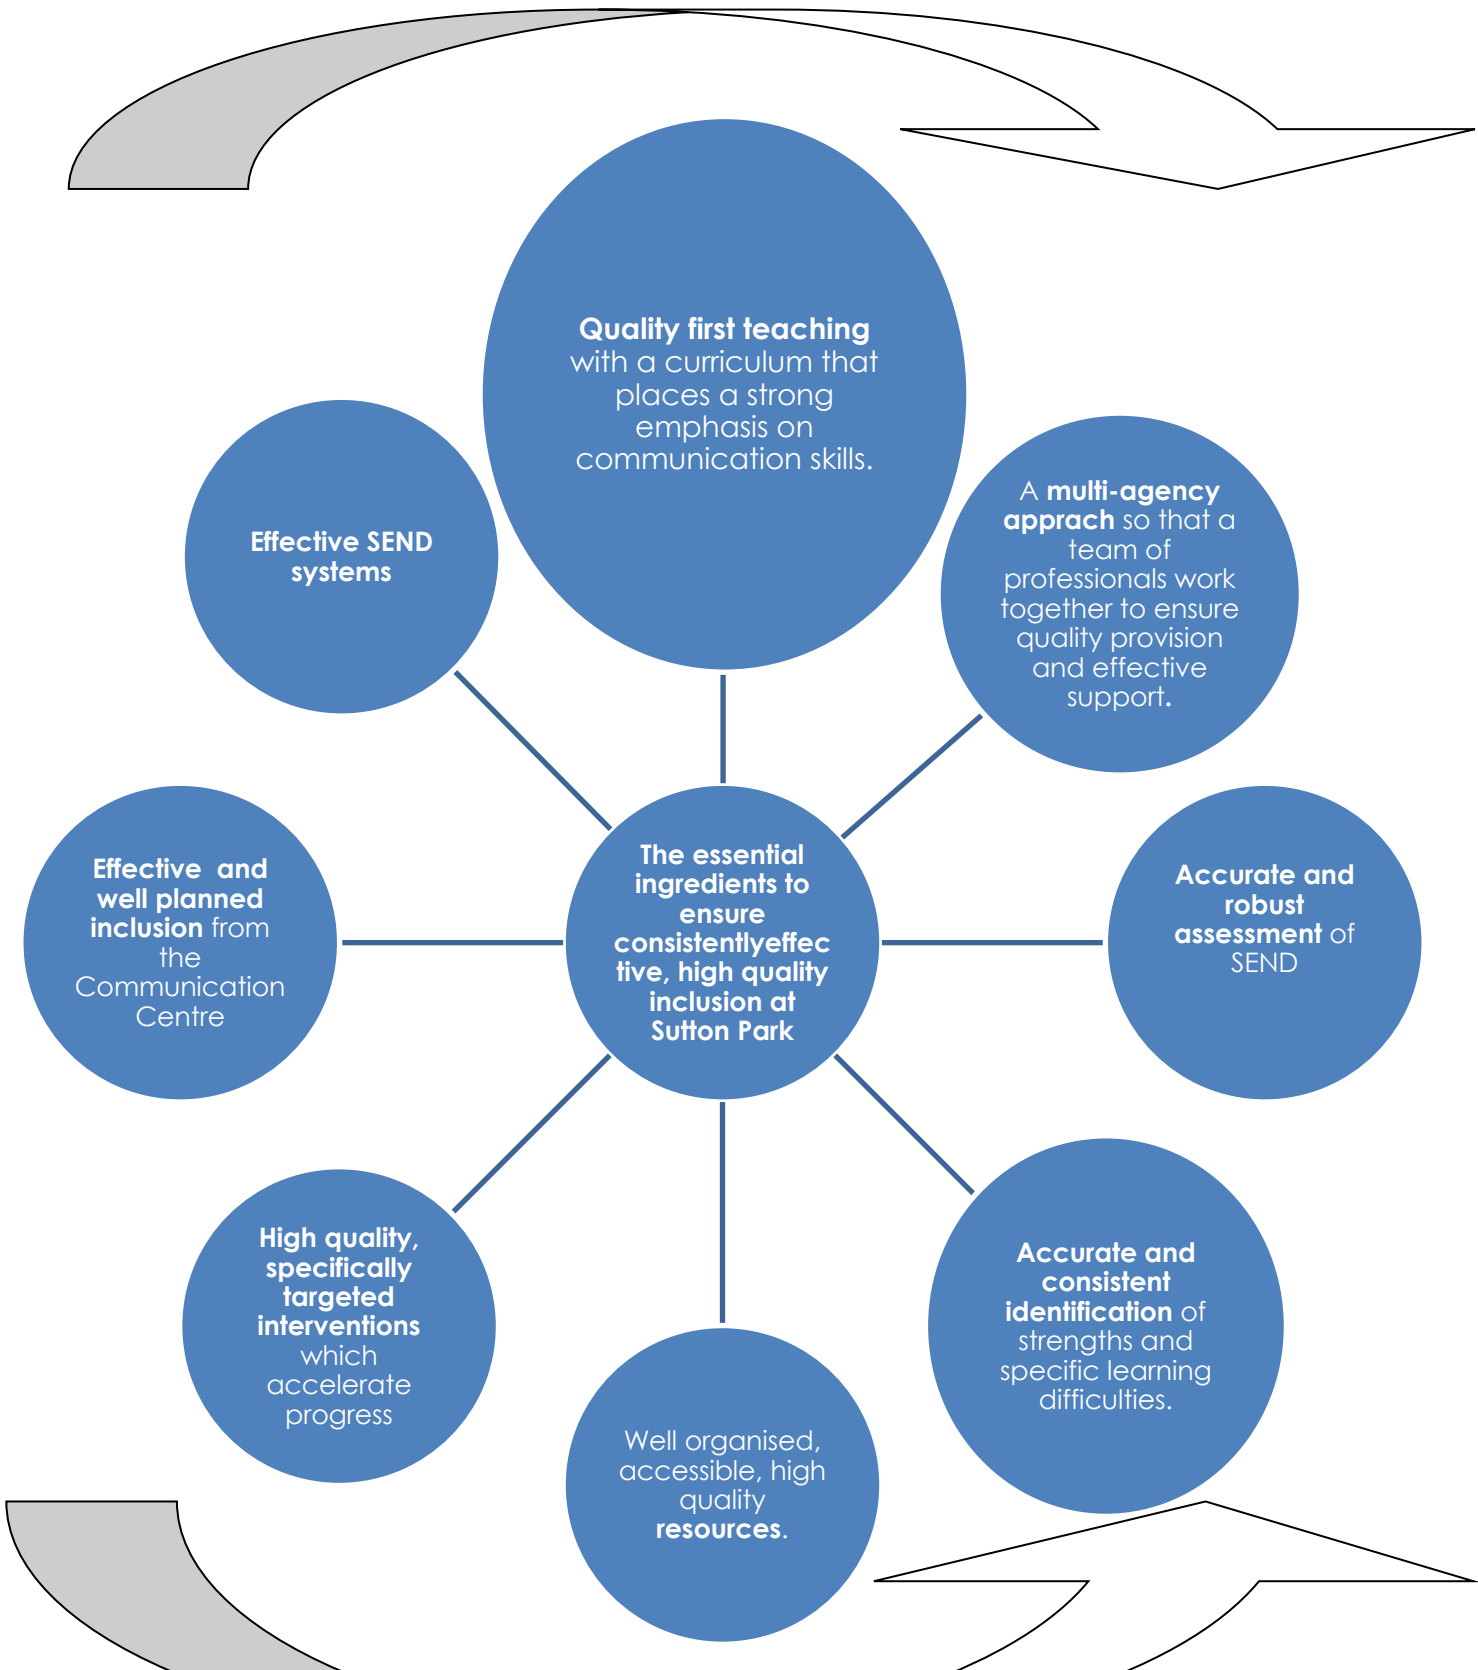 Quality first teaching
with a curriculum that
places a strong
emphasis on
communication skills.
A multi-agency
apprach so that a
team of
professionals work
together to ensure
quality provision
and effective
support.
Accurate and
robust
assessment of
SEND
Accurate and
consistent
identification of
strengths and
specific learning
difficulties.
Well organised,
accessible, high
quality
resources.
High quality,
specifically
targeted
interventions
which
accelerate
progress
Effective and
well planned
inclusion from
the
Communication
Centre
Effective SEND
systems
The essential
ingredients to
ensure
consistentlyeffec
tive, high quality
inclusion at
Sutton Park